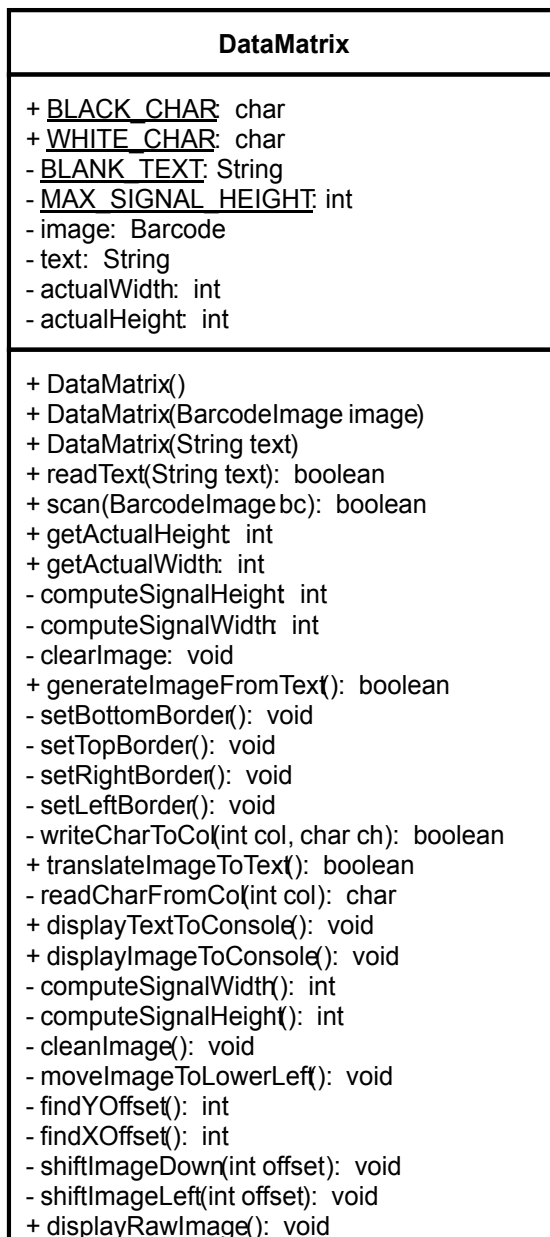 DataMatrix
+ BLACK_CHAR: char
+ WHITE_CHAR: char
- BLANK_TEXT: String
- MAX_SIGNAL_HEIGHT: int
- image: Barcode
- text: String
- actualWidth: int
- actualHeight: int
+ DataMatrix()
+ DataMatrix(BarcodeImage image)
+ DataMatrix(String text)
+ readText(String text): boolean
+ scan(BarcodeImage bc): boolean
+ getActualHeight: int
+ getActualWidth: int
- computeSignalHeight: int
- computeSignalWidth: int
- clearImage: void
+ generateImageFromText(): boolean
- setBottomBorder(): void
- setTopBorder(): void
- setRightBorder(): void
- setLeftBorder(): void
- writeCharToCol(int col, char ch): boolean
+ translateImageToText(): boolean
- readCharFromCol(int col): char
+ displayTextToConsole(): void
+ displayImageToConsole(): void
- computeSignalWidth(): int
- computeSignalHeight(): int
- cleanImage(): void
- moveImageToLowerLeft(): void
- findYOffset(): int
- findXOffset(): int
- shiftImageDown(int offset): void
- shiftImageLeft(int offset): void
+ displayRawImage(): void